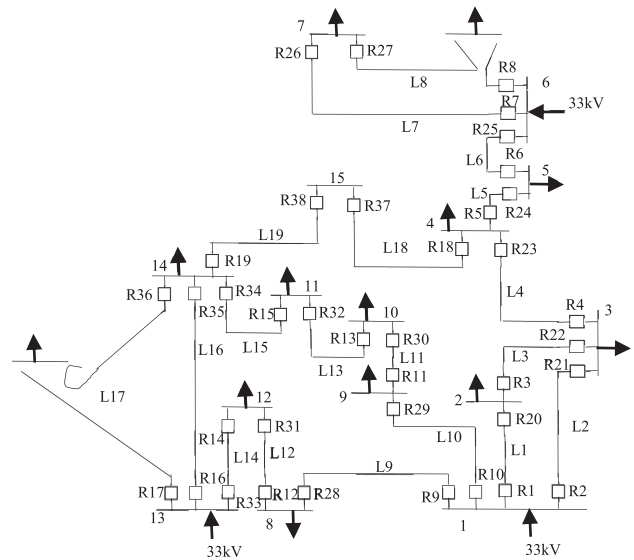 7
R26
R27
R8
6
L8
R7
33kV
L7
R25
L6
R6
5
15
L5
R38
R37
R5
R24
4
L19
R18
R23
L18
14
R19
L4
R36
R34
11
R4
3
R35
R15
R32
10
R22
L16
L15
R13
R30
L3
R21
L13
L11
R11
R3
L17
12
9
2
R29
R20
L2
R14
R31
L10
L1
L14
L12
L9
R17
R16
R33
R12
R28
R9
R10
R1
R2
13
8
1
33kV
33kV